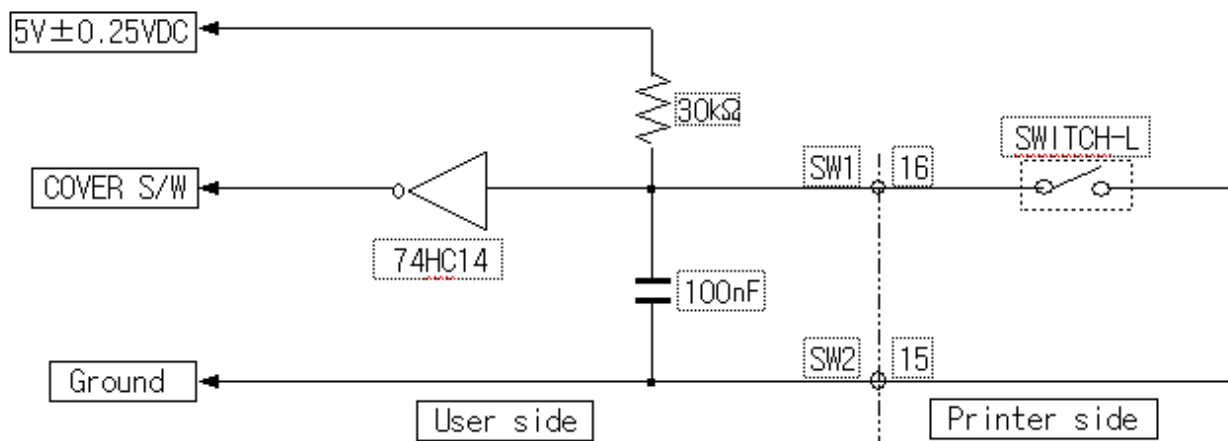 5V±0.25VDC
30kΩ
SWITCH-L
COVER S/W
SW1
16
74HC14
100nF
SW2
15
Ground
User side
Printer side